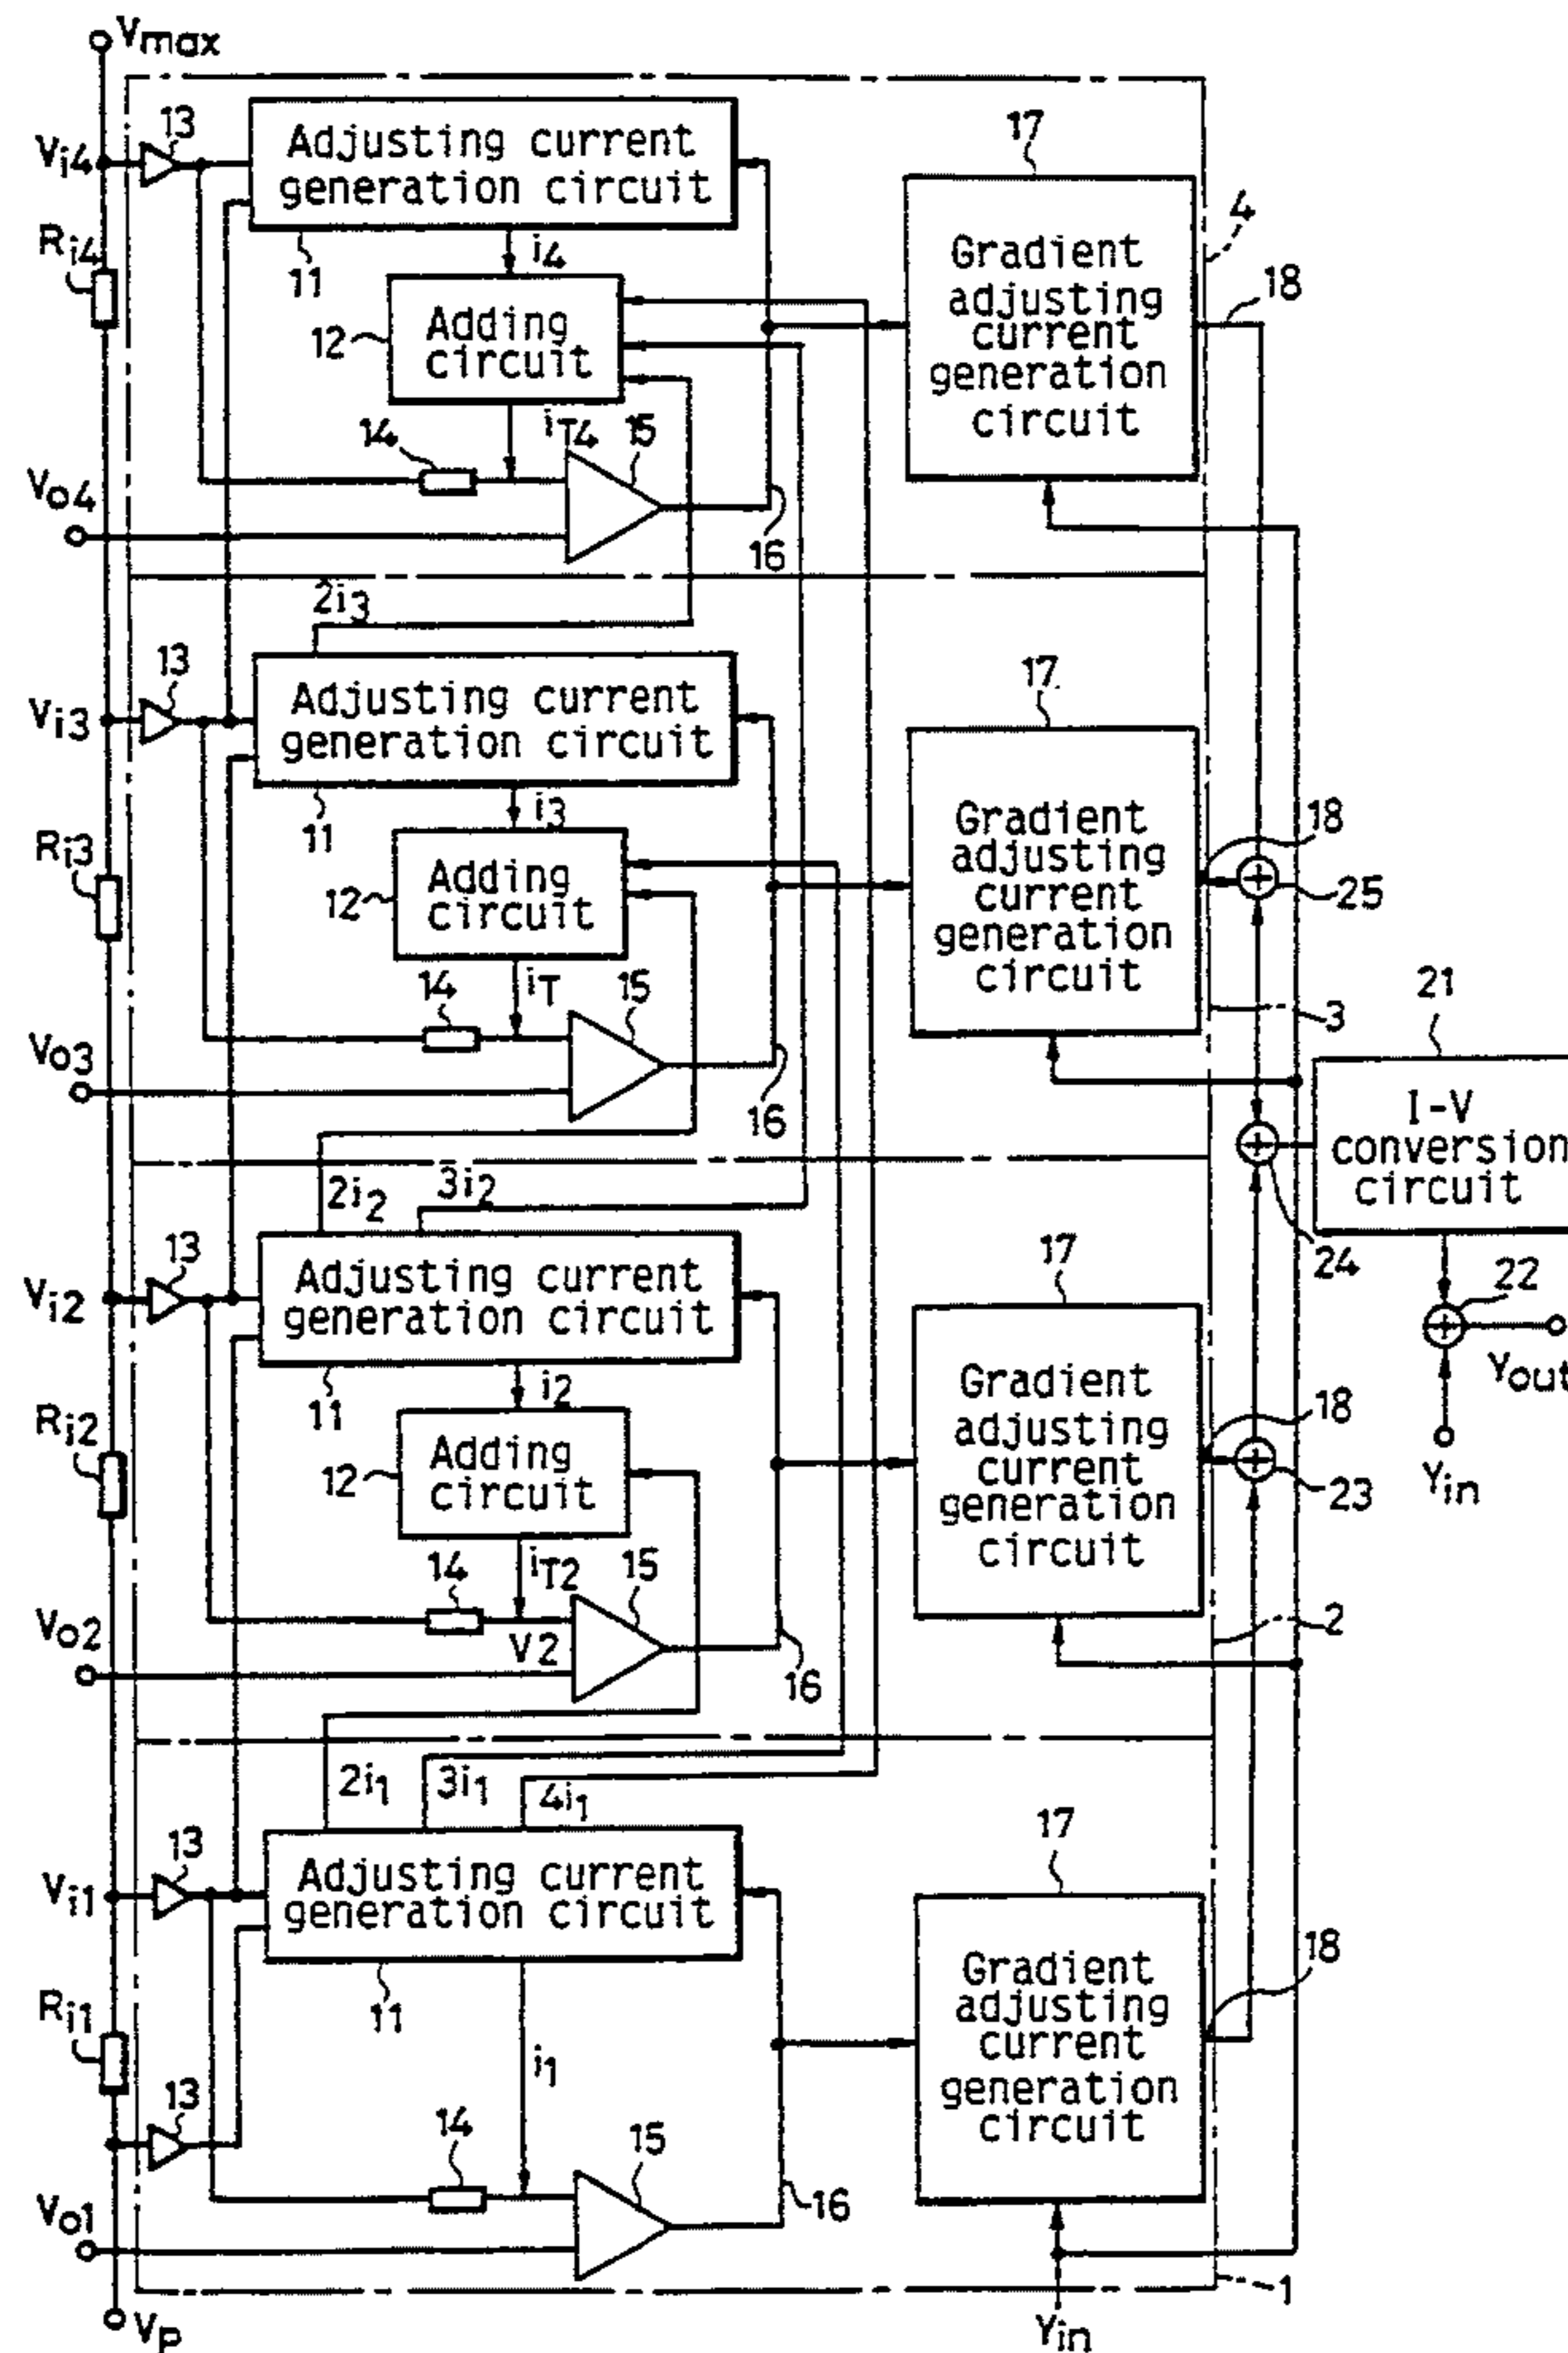 Vmax
13
Vi4
Adjusting current
generation circuit
17
4
Ri4
11
i4
Gradient
adjusting
current
generation
circuit
18
12
Adding
circuit
14
iT4
15
Vo4
16
2i3
13
Vi3
Adjusting current
generation circuit
17
11
i3
Ri3
12
Adding
circuit
Gradient
adjusting
current
generation
circuit
18
25
14
iT
15
3
21
Vo3
16
I-V
conversion
circuit
2i2
3i2
24
13
Vi2
Adjusting current
generation circuit
17
22
Yout
11
i2
Ri2
12
Adding
circuit
Gradient
adjusting
current
generation
circuit
18
23
Yin
14
iT2
15
2
Vo2
V2
16
2i1
3i1
4i1
13
Vi1
Adjusting current
generation circuit
17
11
Ri1
Gradient
adjusting
current
generation
circuit
18
i1
13
14
15
16
Vo1
1
Vp
Yin